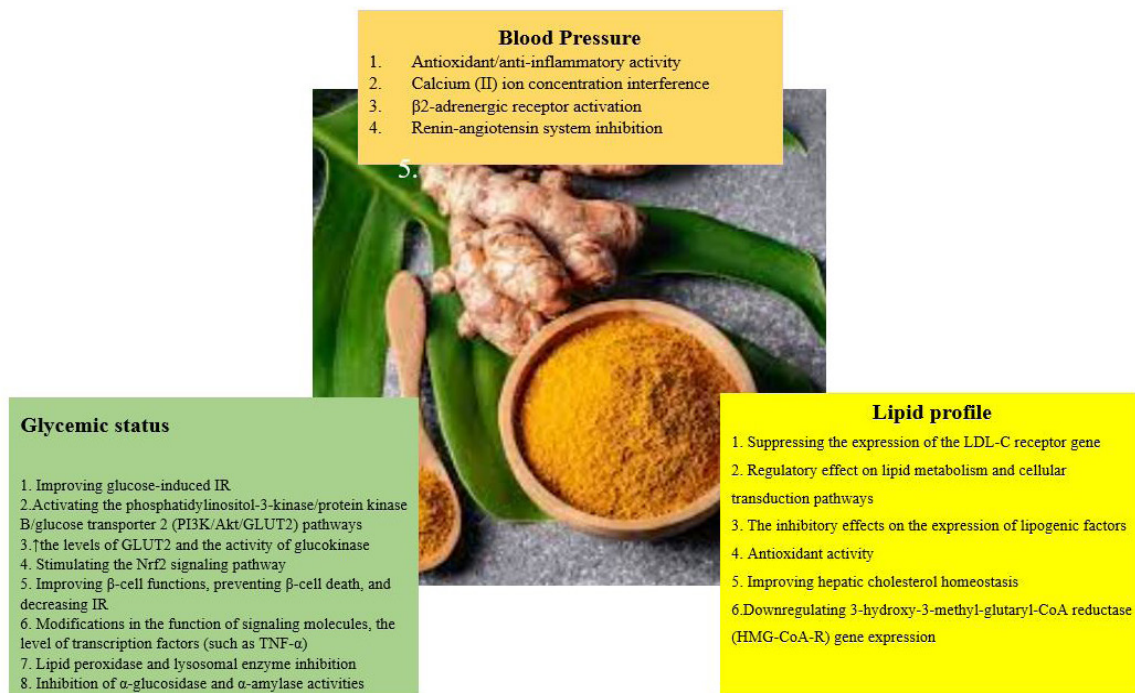 Blood Pressure
1. Antioxidant/anti-inflammatory activity
2. Calcium (II) ion concentration interference
3. β2-adrenergic receptor activation
4. Renin-angiotensin system inhibition
5.
Glycemic status
1. Improving glucose-induced IR
2.Activating the phosphatidylinositol-3-kinase/protein kinase
B/glucose transporter 2 (PI3K/Akt/GLUT2) pathways
3.↑the levels of GLUT2 and the activity of glucokinase
4. Stimulating the Nrf2 signaling pathway
5. Improving β-cell functions, preventing β-cell death, and
decreasing IR
6. Modifications in the function of signaling molecules, the
level of transcription factors (such as TNF-α)
7. Lipid peroxidase and lysosomal enzyme inhibition
8. Inhibition of α-glucosidase and α-amylase activities
Lipid profile
1. Suppressing the expression of the LDL-C receptor gene
2. Regulatory effect on lipid metabolism and cellular
transduction pathways
3. The inhibitory effects on the expression of lipogenic factors
4. Antioxidant activity
5. Improving hepatic cholesterol homeostasis
6.Downregulating 3-hydroxy-3-methyl-glutaryl-CoA reductase
(HMG-CoA-R) gene expression